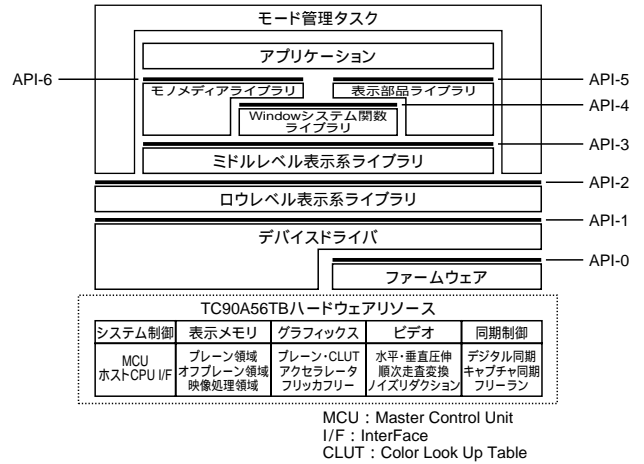 モード管理タスク
アプリケーション
API-6
API-5
モノメディアライブラリ
表示部品ライブラリ
API-4
Windowシステム関数
ライブラリ
API-3
ミドルレベル表示系ライブラリ
API-2
ロウレベル表示系ライブラリ
API-1
デバイスドライバ
API-0
ファームウェア
TC90A56TBハードウェアリソース
システム制御
表示メモリ
グラフィックス
ビデオ
同期制御
MCU
ホストCPU I/F
プレーン領域
オフプレーン領域
映像処理領域
プレーン・CLUT
アクセラレータ
フリッカフリー
水平・垂直圧伸
順次走査変換
ノイズリダクション
デジタル同期
キャプチャ同期
フリーラン
MCU：Master Control Unit
I/F：InterFace
CLUT：Color Look Up Table